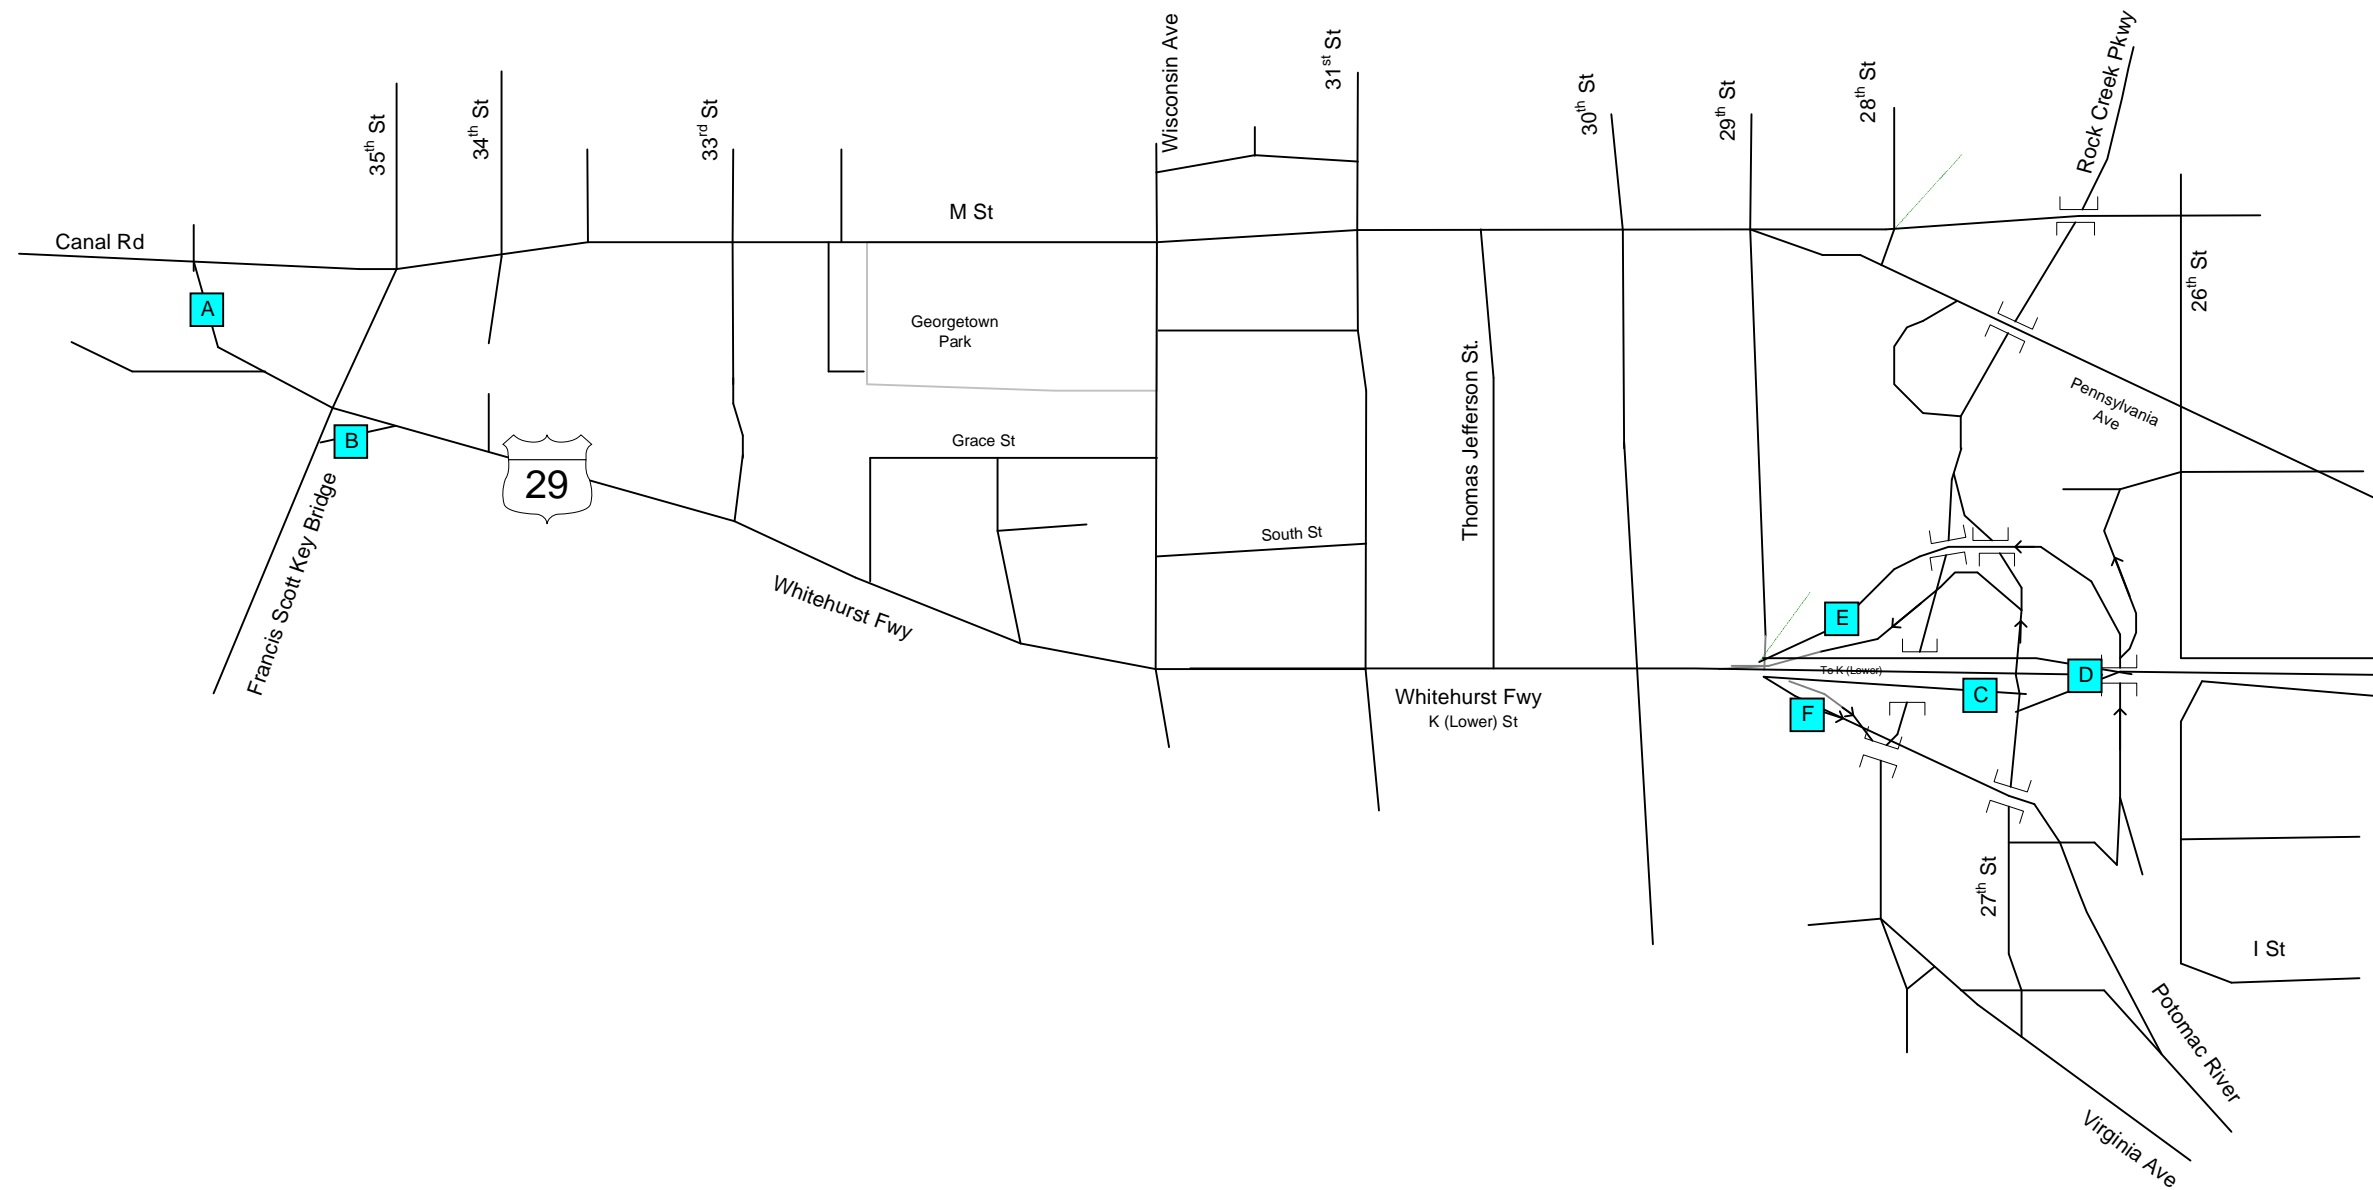 Wisconsin Ave
Rock Creek Pkwy
31st St
28th St
30th St
29th St
35th St
34th St
33rd St
M St
Canal Rd
26th St
A
Georgetown
Park
Thomas Jefferson St.
Pennsylvania
Ave
B
Grace St
29
Francis Scott Key Bridge
South St
Whitehurst Fwy
E
To K (Lower)
D
C
Whitehurst Fwy
K (Lower) St
F
27th St
I St
Potomac River
Virginia Ave